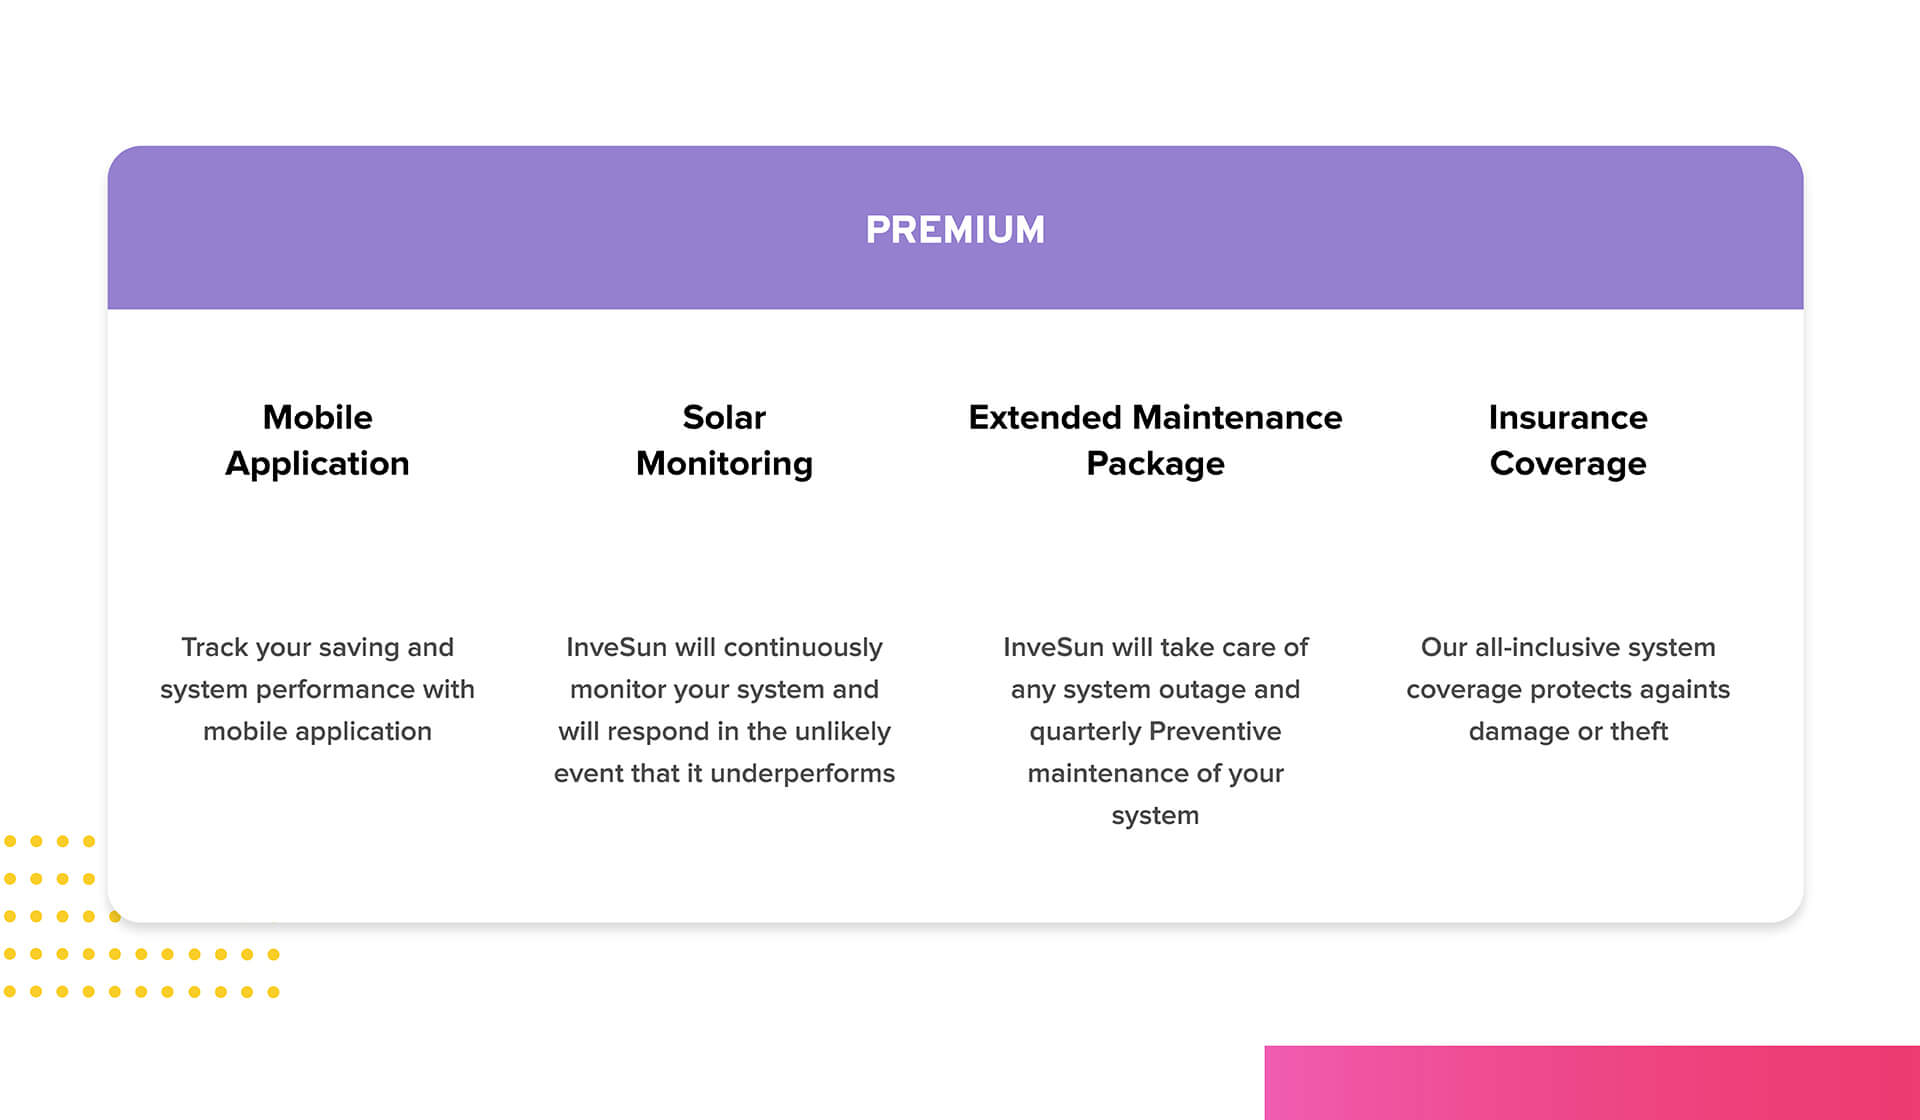 PREMIUM
Mobile
Application
Solar
Monitoring
Extended Maintenance
Package
Insurance
Coverage
Track your saving and
system performance with
mobile application
InveSun will continuously
monitor your system and
will respond in the unlikely
event that it underperforms
InveSun will take care of
any system outage and
quarterly Preventive
maintenance of your
system
Our all-inclusive system
coverage protects againts
damage or theft